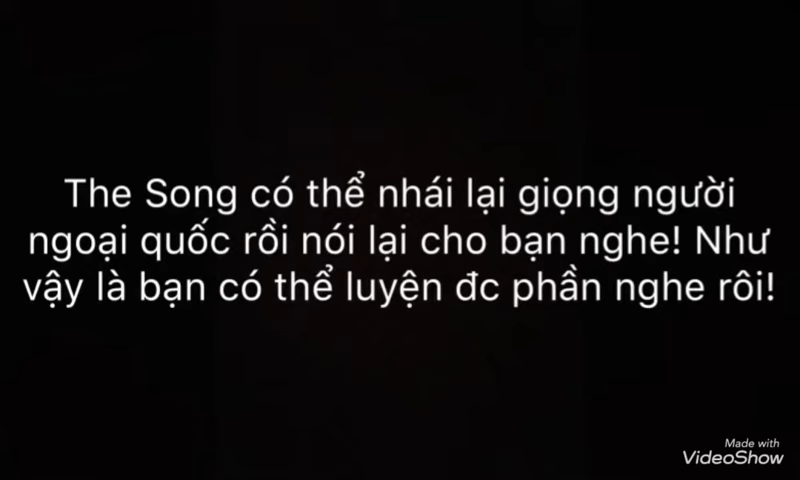 The Song có thể nhái lại giọng người
ngoại quốc rồi nói lại cho bạn nghe! Như
vậy là bạn có thể luyện đc phần nghe rôi!
Made with
VideoShow